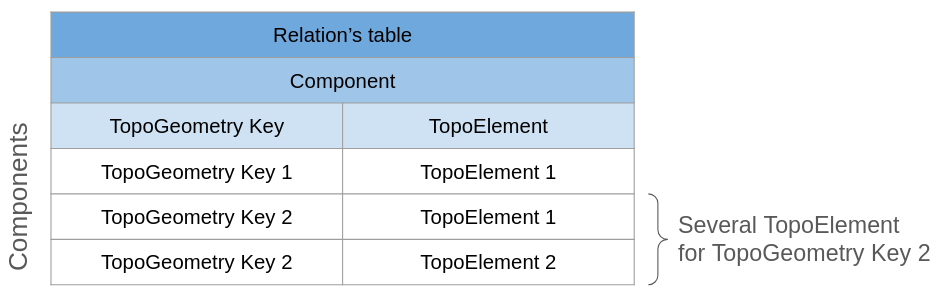 Relation’s table
Component
TopoGeometry Key TopoElement
TopoGeometry Key 1 TopoElement 1
TopoGeometry Key 2 TopoElement 1
TopoGeometry Key 2 TopoElement 2
Components
Several TopoElement
for TopoGeometry Key 2